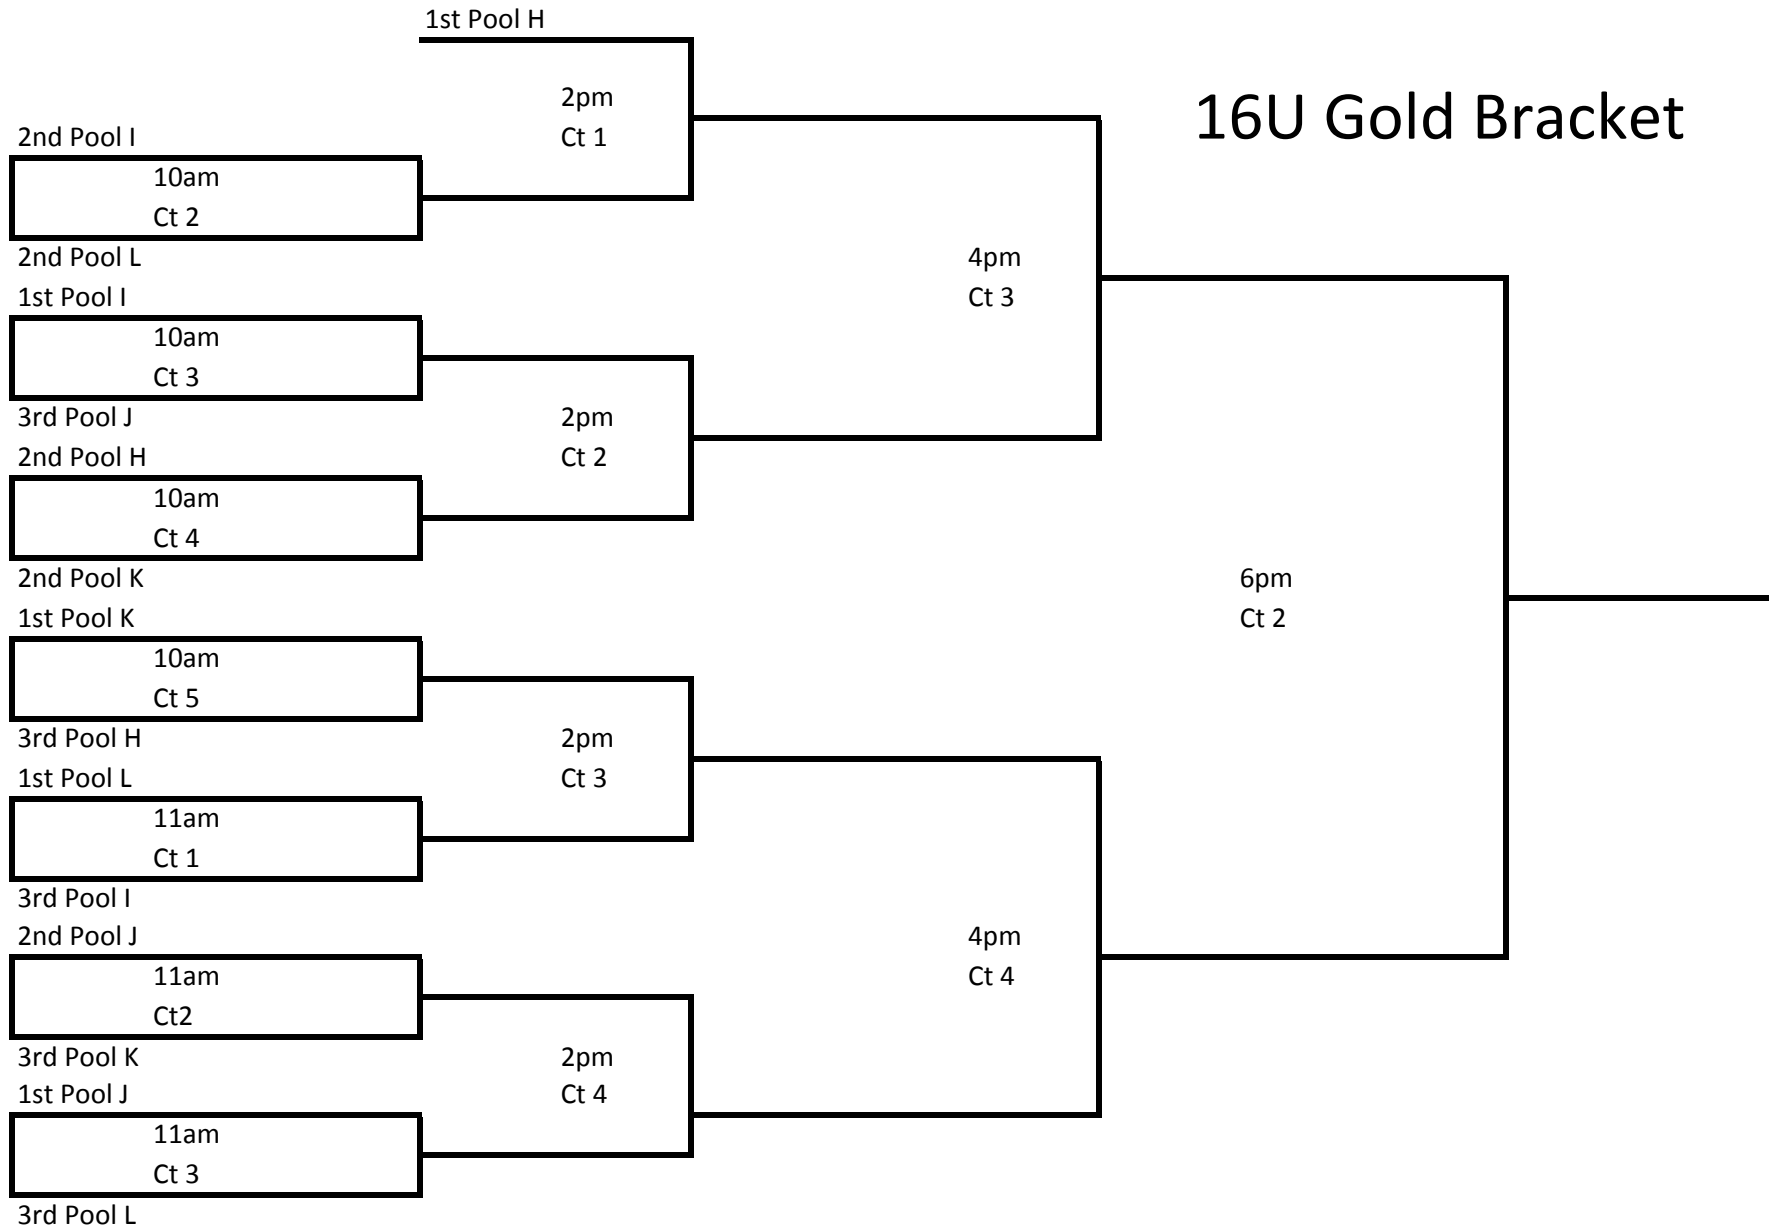 1st Pool H
2pm
Ct 1
16U Gold Bracket
2nd Pool I
10am
Ct 2
2nd Pool L
1st Pool I
10am
Ct 3
3rd Pool J
4pm
Ct 3
2pm
Ct 2
2nd Pool H
10am
Ct 4
2nd Pool K
1st Pool K
10am
Ct 5
3rd Pool H
6pm
Ct 2
2pm
Ct 3
1st Pool L
11am
Ct 1
3rd Pool I
2nd Pool J
11am
Ct2
3rd Pool K
4pm
Ct 4
2pm
Ct 4
1st Pool J
11am
Ct 3
3rd Pool L